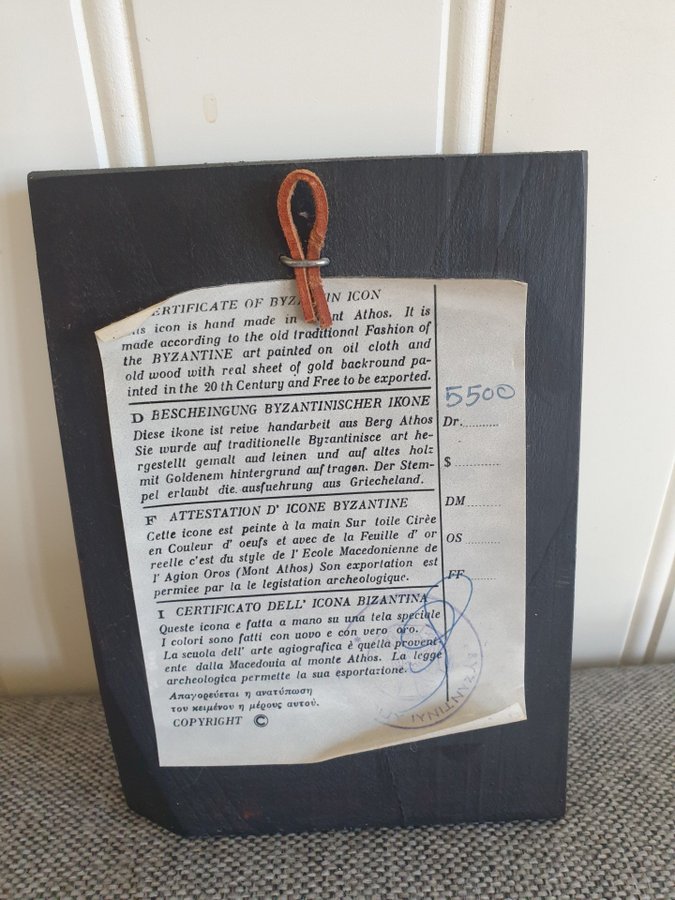 ERTIFICATE OF BYZ IN ICON
icon is hand made in nt Athos. It is
made according to the old traditional Fashion of
the BYZANTINE art painted on oil cloth and
old wood with real sheet of gold backround pa-
inted in the 20 th Century and Free to be exported.
D BESCHEINGUNG BYZANTINISCHER IKONE
Diese ikone ist reive handarbeit aus Berg Athos
Sie wurde auf traditionelle Byzantinisce art he-
rgestellt gemalt aud leinen und auf altes holz
mit Goldenem hintergrund auf tragen. Der Stem-
pel erlaubt die. ausfuehrung aus Griecheland.
F ATTESTATION D' ICONE BYZANTINE
Cette icone est peinte à la main Sur toile Cirèe
en Couleur d' oeufs et avec de la Feuille d' or
reelle c'est du style de l' Ecole Macedonienne de
l' Agion Oros (Mont Athos) Son exportation est
permiee par la le legistation archeologique.
I CERTIFICATO DELL' ICONA BIZANTINA
Queste icona e fatta a mano su una tela speciale
I colori sono fatti con uovo e con vero oro.
La scuola dell' arte agiografica è quella provent-
ente dalla Macedouia al monte Athos. La legge
archeologica permette la sua esportazione.
Απαγορεύεται η ανατύπωση
του κειμένου η μέρους αυτού.
COPYRIGHT ©
5500
Dr.........
$ ............
DM .........
OS ..........
FF ..........
BYZANTINAI